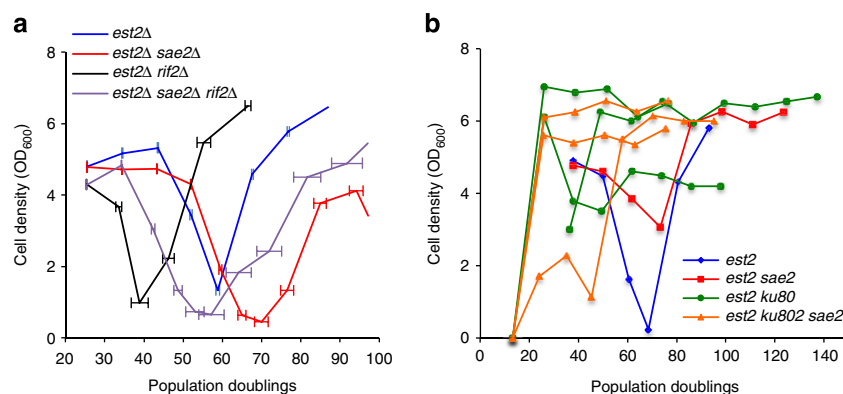 a
est2Δ
est2Δ sae2Δ
est2Δ rif2Δ
est2Δ sae2Δ rif2Δ
8
6
4
2
0
Cell density (OD600)
20 30 40 50 60 70 80 90 100
Population doublings
b
8
6
4
2
0
Cell density (OD600)
est2
est2 sae2
est2 ku80
est2 ku802 sae2
0 20 40 60 80 100 120 140
Population doublings